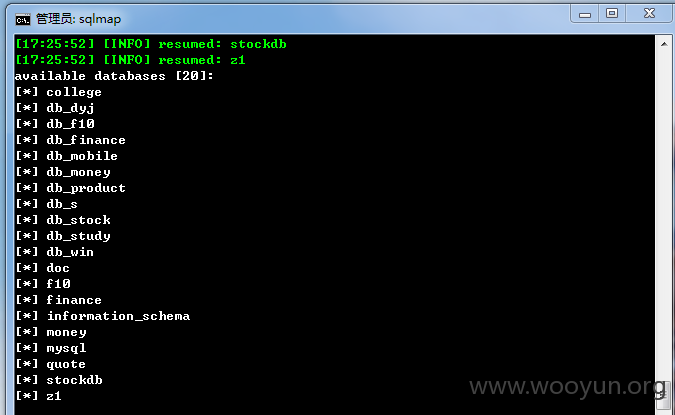 管理员: sqlmap
[17:25:52] [INFO] resumed: stockdb
[17:25:52] [INFO] resumed: z1
available databases [20]:
[*] college
[*] db_dyj
[*] db_f10
[*] db_finance
[*] db_mobile
[*] db_money
[*] db_product
[*] db_s
[*] db_stock
[*] db_study
[*] db_win
[*] doc
[*] f10
[*] finance
[*] information_schema
[*] money
[*] mysql
[*] quote
[*] stockdb
[*] z1
www.wooyun.org